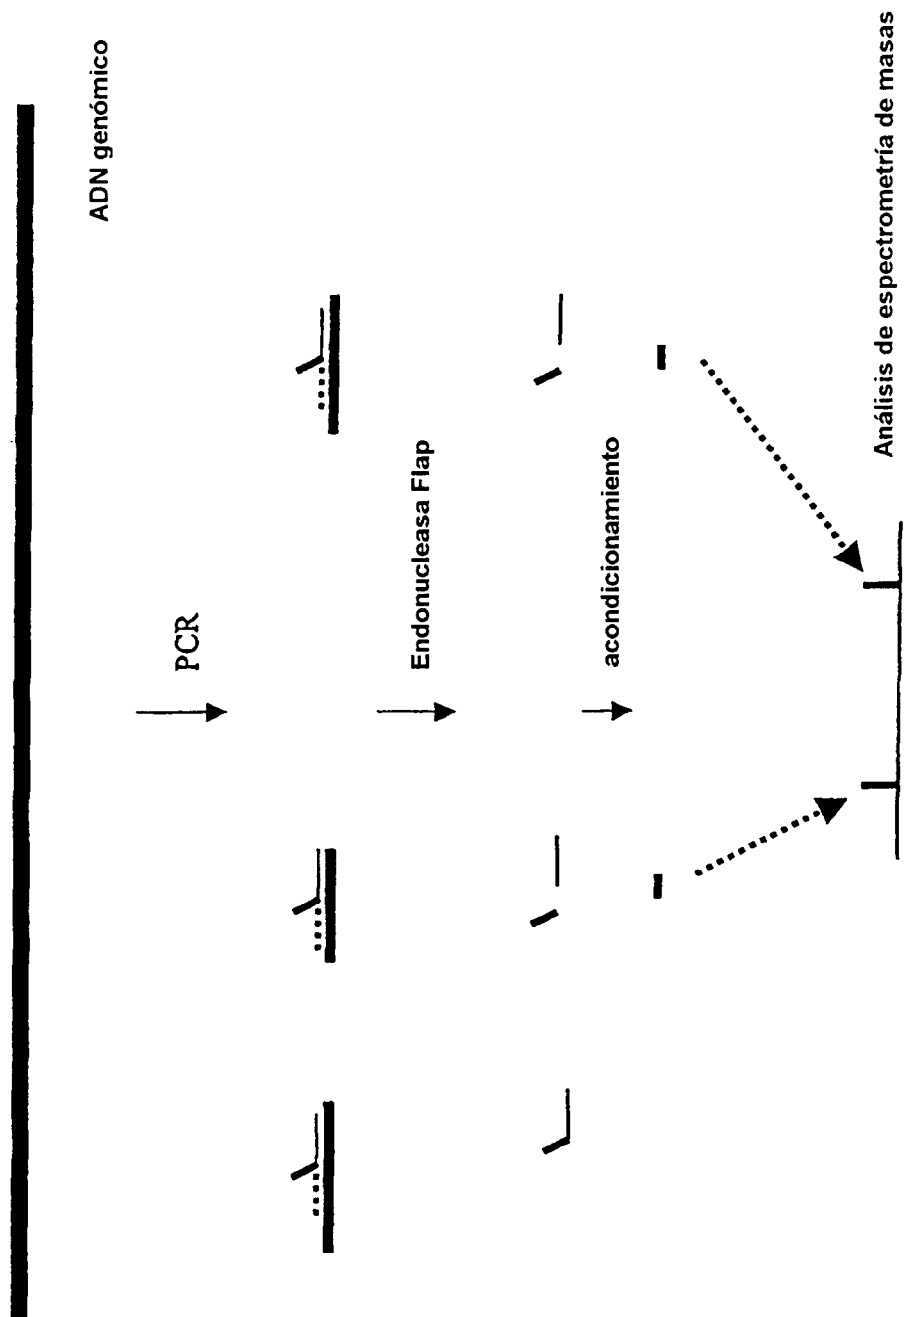 ADN genómico
PCR
Endonucleasa Flap
acondicionamiento
Análisis de espectrometría de masas